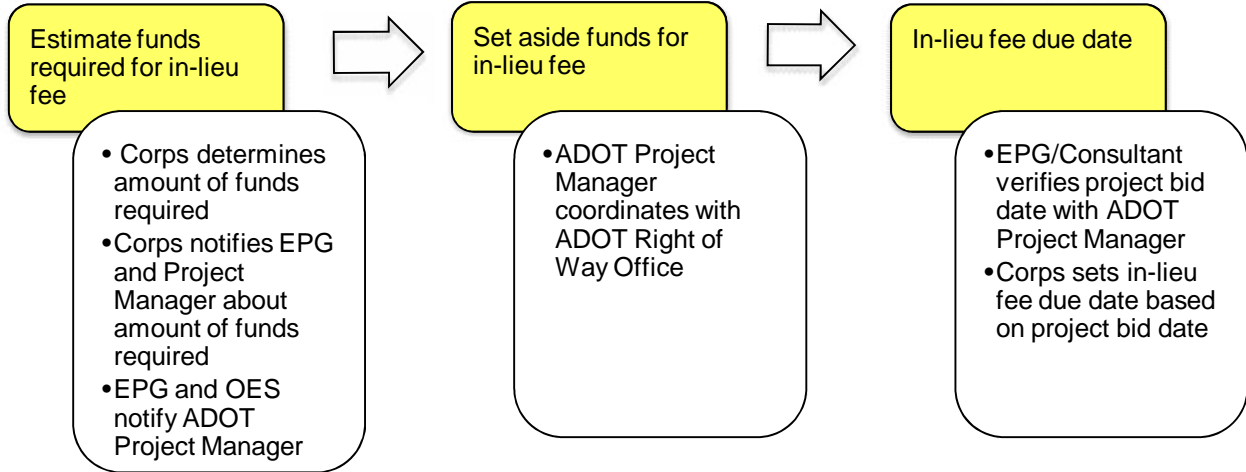 Estimate funds
required for in-lieu
fee
• Corps determines
amount of funds
required
•Corps notifies EPG
and Project
Manager about
amount of funds
required
•EPG and OES
notify ADOT
Project Manager
Set aside funds for
in-lieu fee
•ADOT Project
Manager
coordinates with
ADOT Right of
Way Office
In-lieu fee due date
•EPG/Consultant
verifies project bid
date with ADOT
Project Manager
•Corps sets in-lieu
fee due date based
on project bid date